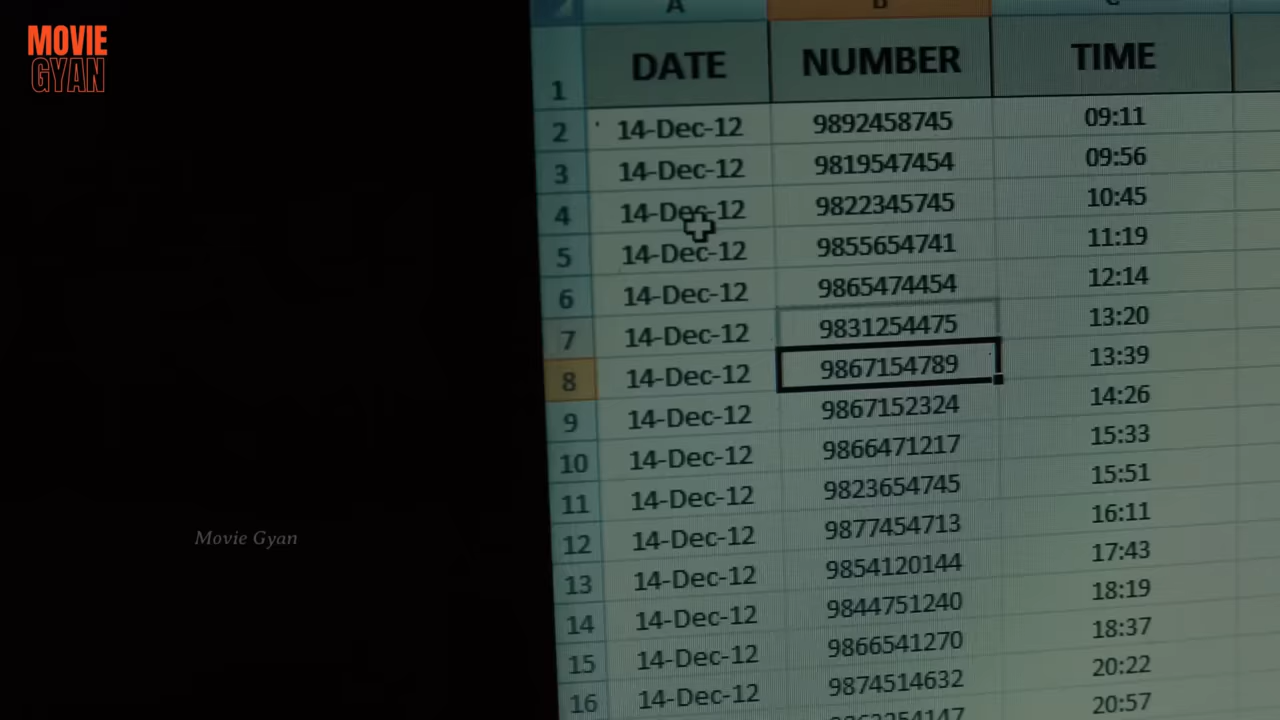 MOVIE
GYAN
A B C
1 DATE NUMBER TIME
2 14-Dec-12 9892458745 09:11
3 14-Dec-12 9819547454 09:56
4 14-Dec-12 9822345745 10:45
5 14-Dec-12 9855654741 11:19
6 14-Dec-12 9865474454 12:14
7 14-Dec-12 9831254475 13:20
8 14-Dec-12 9867154789 13:39
9 14-Dec-12 9867152324 14:26
10 14-Dec-12 9866471217 15:33
11 14-Dec-12 9823654745 15:51
12 14-Dec-12 9877454713 16:11
13 14-Dec-12 9854120144 17:43
14 14-Dec-12 9844751240 18:19
15 14-Dec-12 9866541270 18:37
16 14-Dec-12 9874514632 20:22
20:57
Movie Gyan